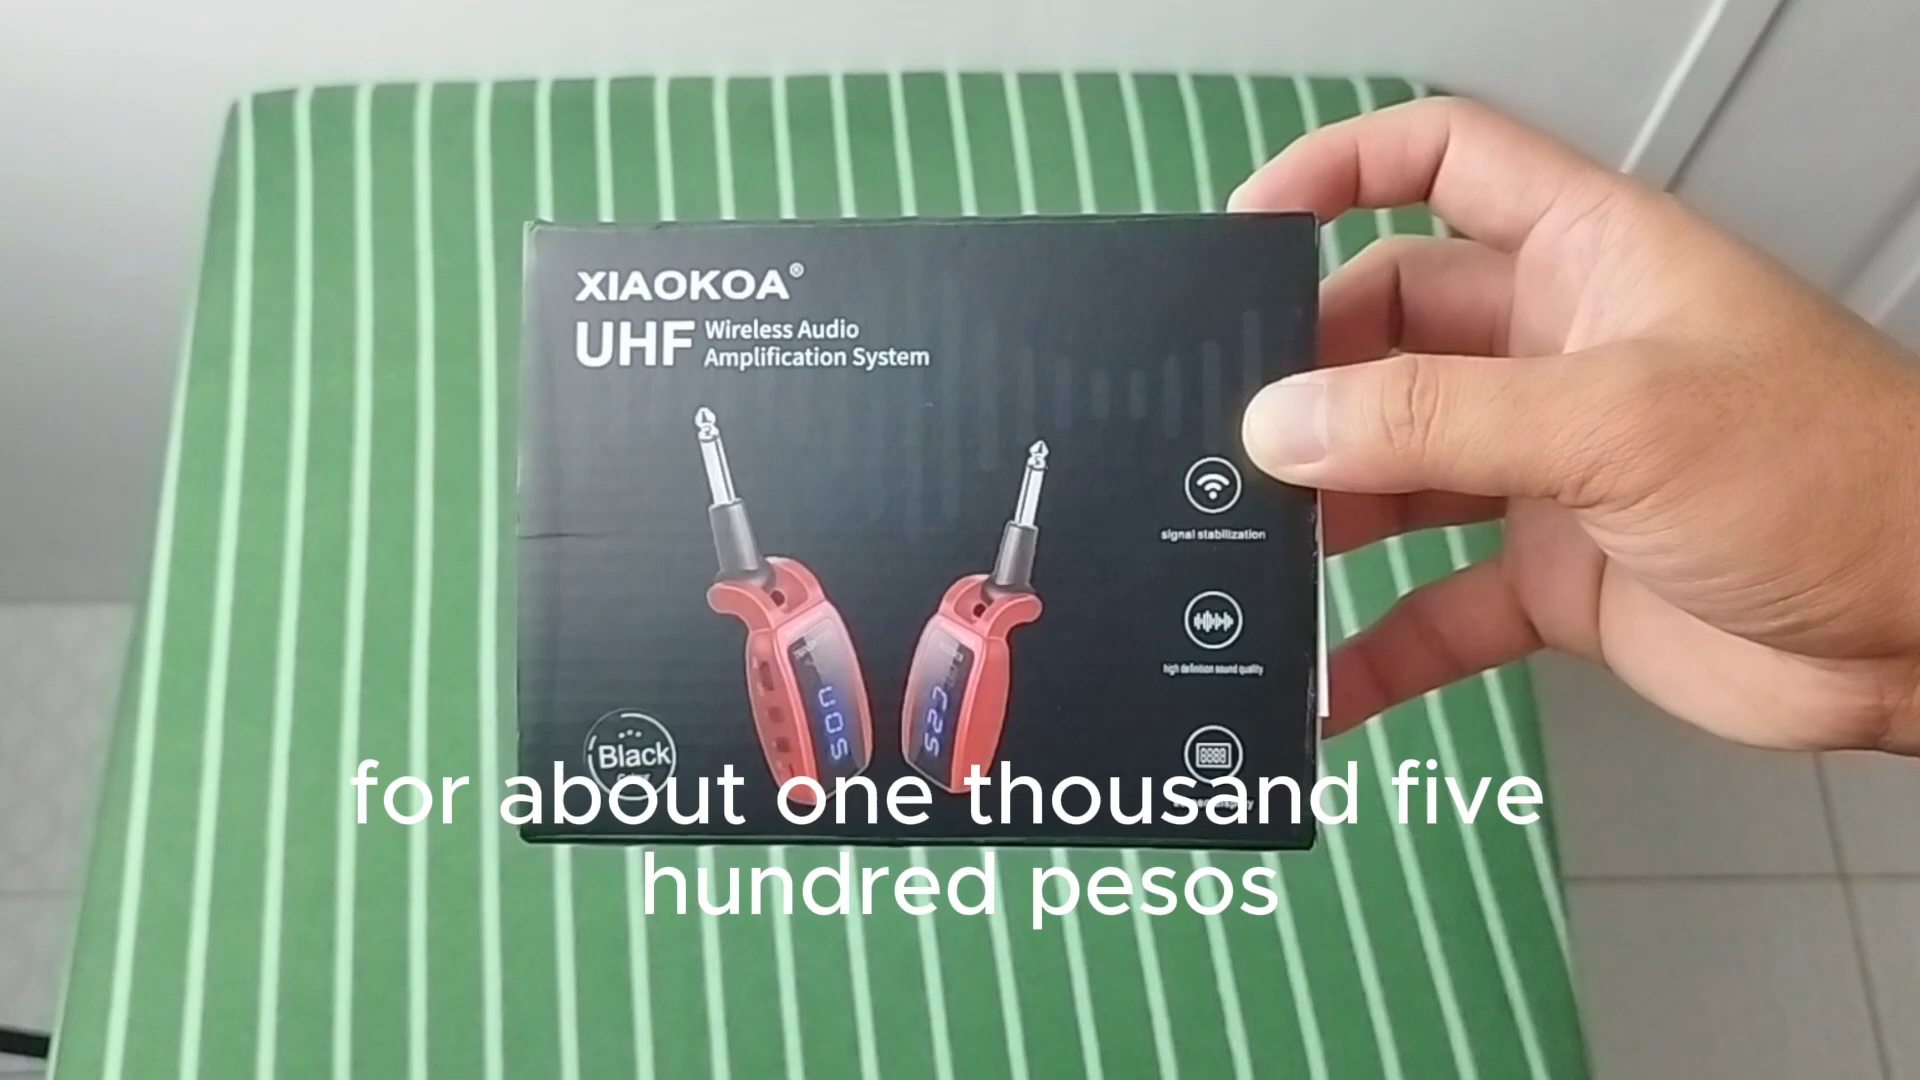 XIAOKOA®
UHF Wireless Audio
Amplification System
signal stabilization
high definition sound quality
Black
for about one thousand five
hundred pesos